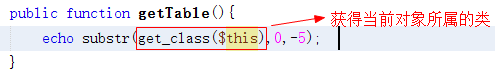 public function getTable(){
echo substr(get_class($this),0,-5);
获得当前对象所属的类
}